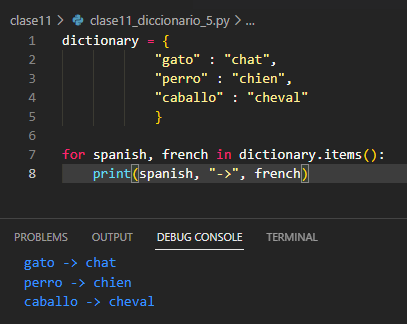 clase11 > clase11_diccionario_5.py > ...
1 dictionary = {
2 "gato" : "chat",
3 "perro" : "chien",
4 "caballo" : "cheval"
5 }
6
7 for spanish, french in dictionary.items():
8 print(spanish, "->", french)
PROBLEMS OUTPUT DEBUG CONSOLE TERMINAL
gato -> chat
perro -> chien
caballo -> cheval